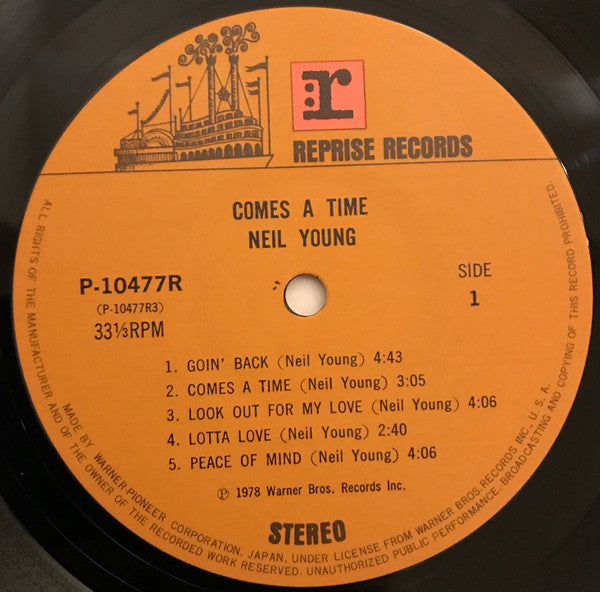 :r
REPRISE RECORDS
COMES A TIME
NEIL YOUNG
P-10477R
(P-10477R3)
33⅓RPM
SIDE
1
1. GOIN' BACK (Neil Young) 4:43
2. COMES A TIME (Neil Young) 3:05
3. LOOK OUT FOR MY LOVE (Neil Young) 4:06
4. LOTTA LOVE (Neil Young) 2:40
5. PEACE OF MIND (Neil Young) 4:06
℗ 1978 Warner Bros. Records Inc.
STEREO
MADE BY WARNER-PIONEER CORPORATION, JAPAN, UNDER LICENSE FROM WARNER BROS. RECORDS INC., U.S.A.
ALL RIGHTS OF THE MANUFACTURER AND OF THE OWNER OF THE RECORDED WORK RESERVED. UNAUTHORIZED PUBLIC PERFORMANCE, BROADCASTING AND COPYING OF THIS RECORD PROHIBITED.